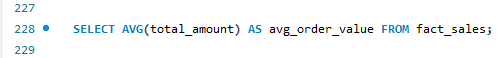 227
228 SELECT AVG(total_amount) AS avg_order_value FROM fact_sales;
229